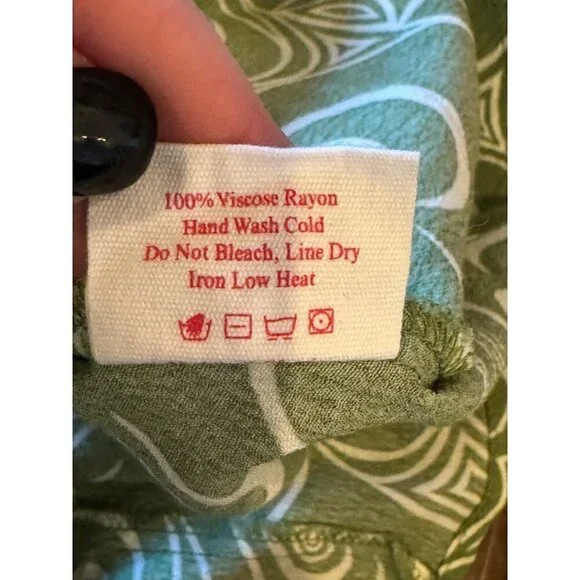 100% Viscose Rayon
Hand Wash Cold
Do Not Bleach, Line Dry
Iron Low Heat